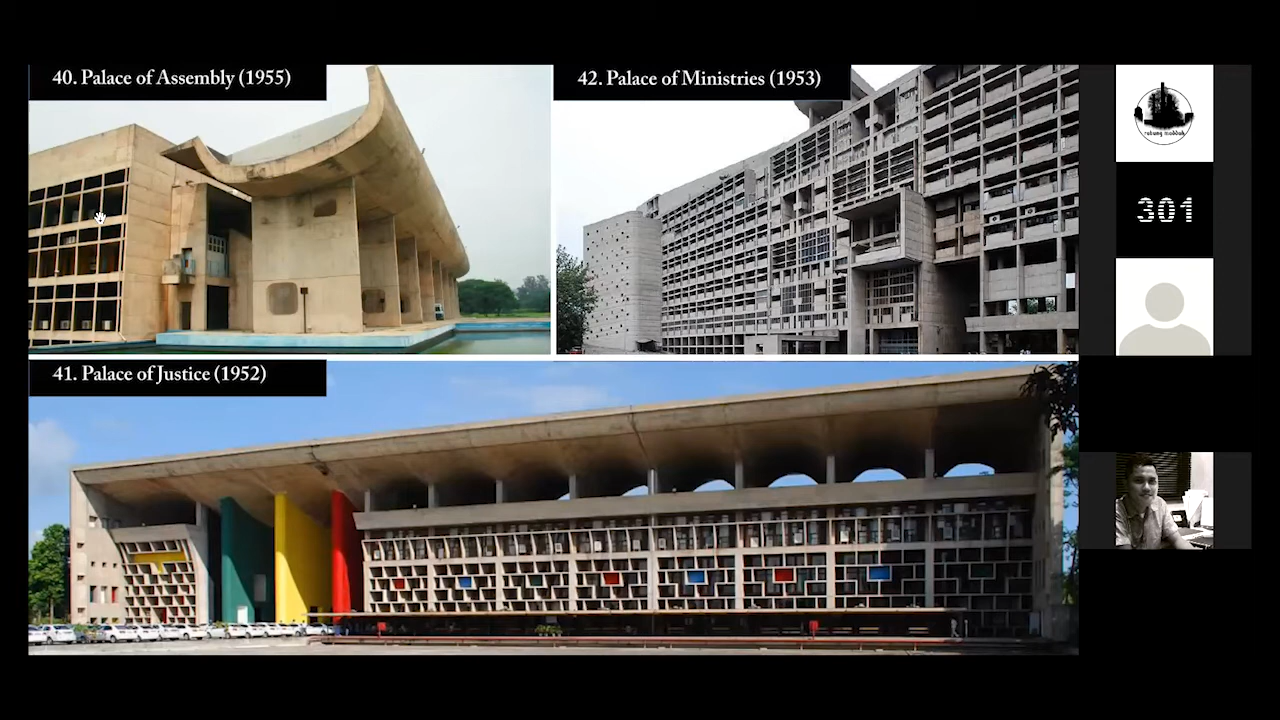 40. Palace of Assembly (1955)
42. Palace of Ministries (1953)
41. Palace of Justice (1952)
301